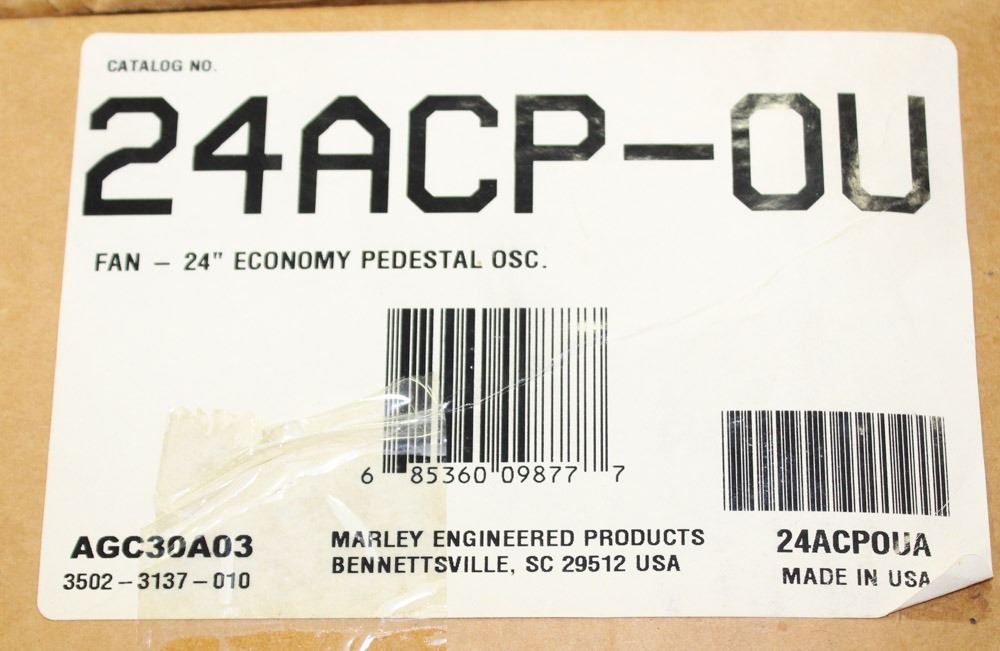 CATALOG NO.
24ACP-OU
FAN - 24" ECONOMY PEDESTAL OSC.
6 85360 09877 7
AGC30A03
3502-3137-010
MARLEY ENGINEERED PRODUCTS
BENNETTSVILLE, SC 29512 USA
24ACPOUA
MADE IN USA